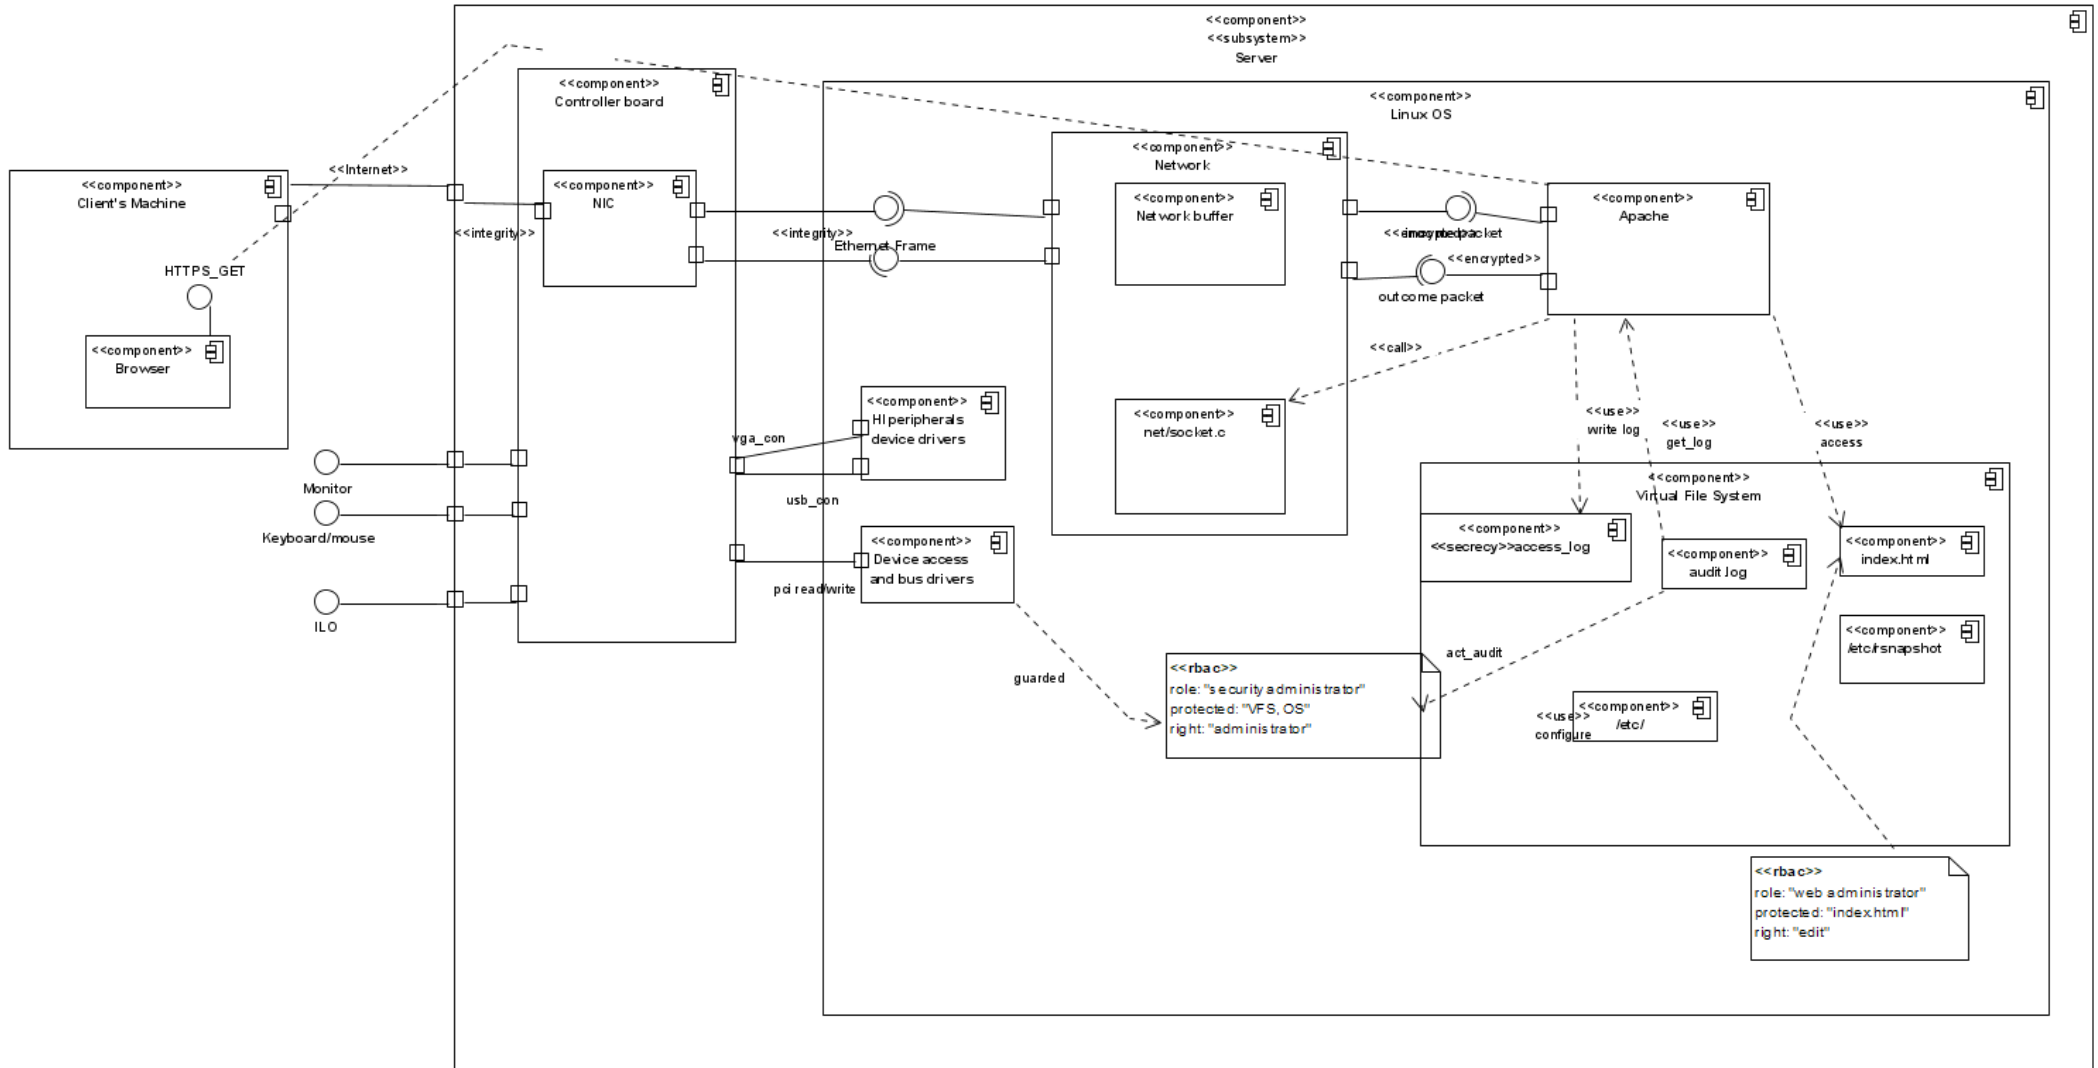 <<component>>
<<subsystem>>
Server
<<component>>
Controller board
<<component>>
Linux OS
<<component>>
Network
<<Internet>>
<<component>>
Client's Machine
<<component>>
NIC
<<component>>
Network buffer
<<component>>
Apache
<<integrity>>
<<integrity>>
Ethernet Frame
packet
<<encrypted>>
outcome packet
HTTPS_GET
<<component>>
Browser
<<call>>
<<component>>
HI peripherals
device drivers
<<component>>
net/socket.c
<<use>>
write log
<<use>>
get_log
<<use>>
access
vga_con
usb_con
Monitor
Keyboard/mouse
ILO
<<component>>
Virtual File System
<<component>>
<<secrecy>>access_log
<<component>>
audit.log
<<component>>
index.html
<<component>>
Device access
and bus drivers
pci read/write
<<component>>
/etc/rsnapshot
act_audit
guarded
<<rbac>>
role: "security administrator"
protected: "VFS, OS"
right: "administrator"
<<component>>
/etc/
<<use>>
configure
<<rbac>>
role: "web administrator"
protected: "index.html"
right: "edit"